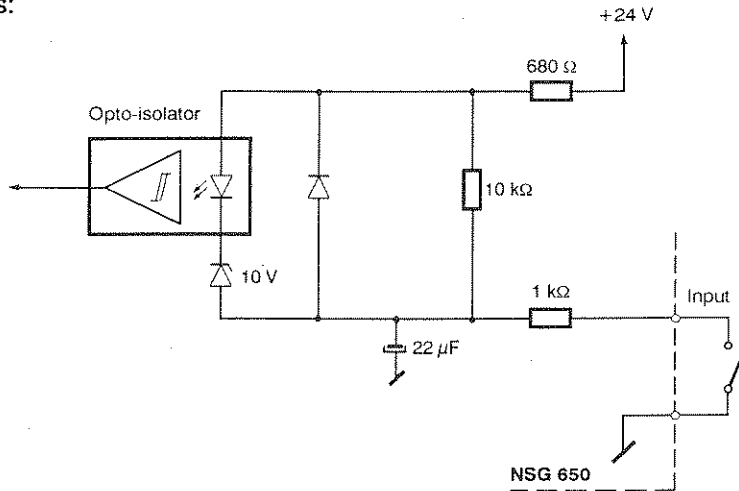 s:
+24 V
680 Ω
Opto-isolator
10 kΩ
10 V
1 kΩ
Input
22 µF
NSG 650